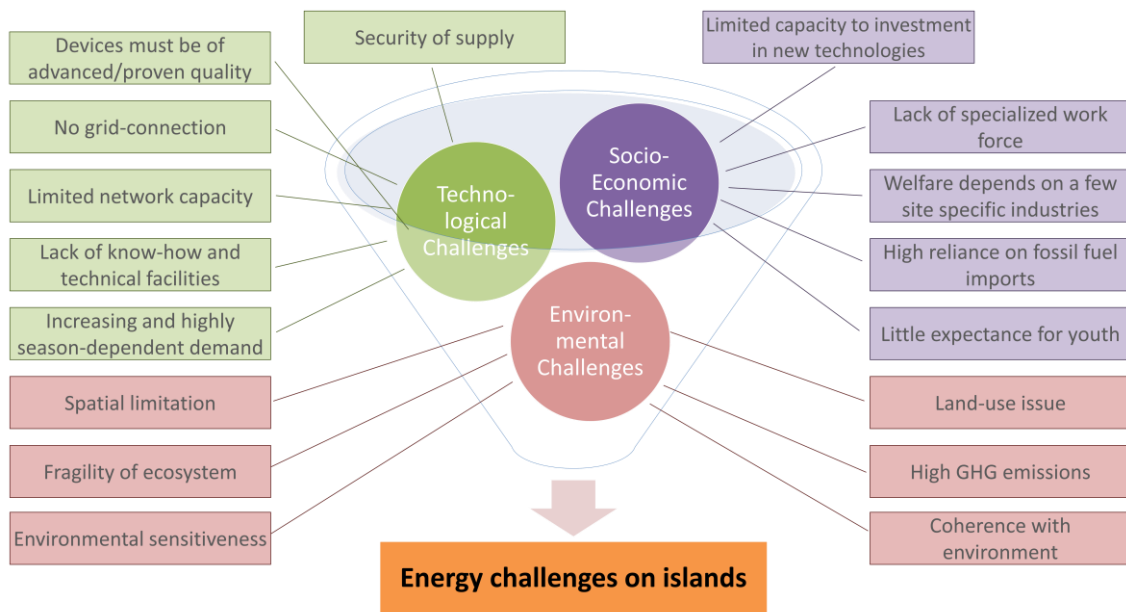 Devices must be of
advanced/proven quality
Security of supply
Limited capacity to investment
in new technologies
No grid-connection
Limited network capacity
Lack of know-how and
technical facilities
Increasing and highly
season-dependent demand
Techno-
logical
Challenges
Socio-
Economic
Challenges
Lack of specialized work
force
Welfare depends on a few
site specific industries
High reliance on fossil fuel
imports
Little expectance for youth
Environ-
mental
Challenges
Spatial limitation
Fragility of ecosystem
Environmental sensitiveness
Land-use issue
High GHG emissions
Coherence with
environment
Energy challenges on islands